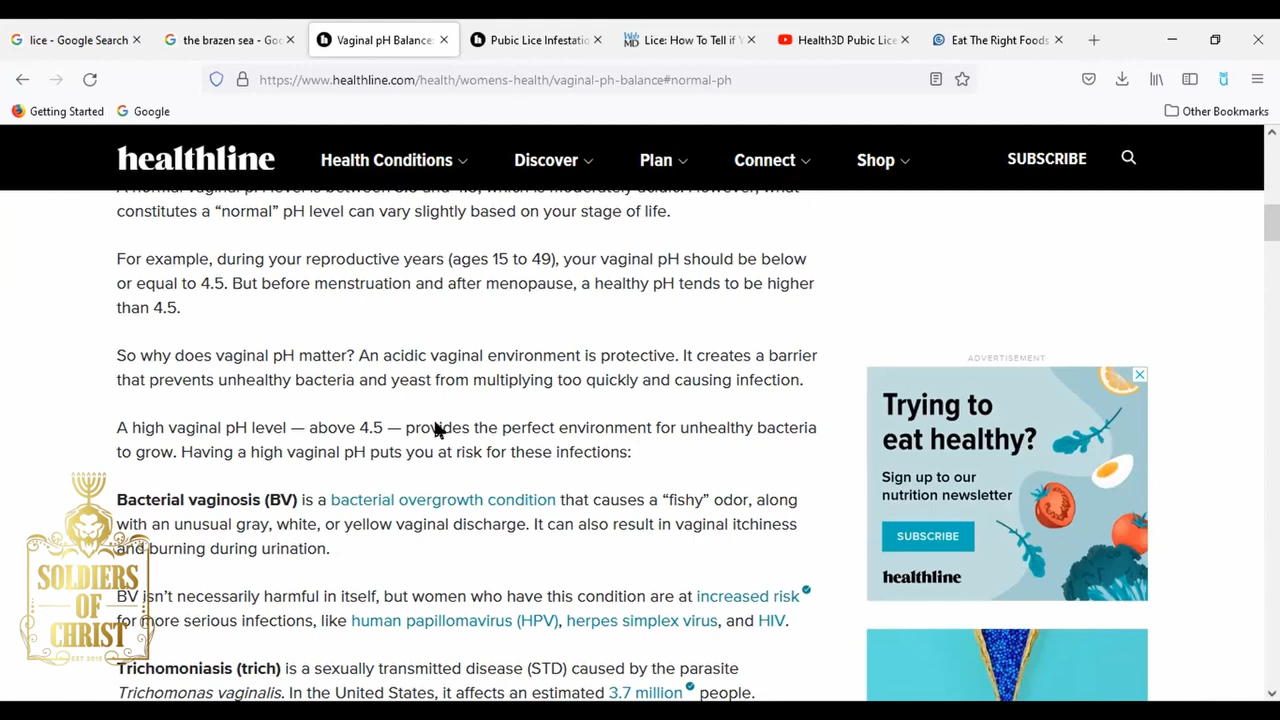 lice - Google Search
the brazen sea - Goo
Vaginal pH Balance:
Pubic Lice Infestatio
WebMD
Lice: How To Tell if Y
Health3D Pubic Lice
Eat The Right Foods
https://www.healthline.com/health/womens-health/vaginal-ph-balance#normal-ph
Getting Started
Google
Other Bookmarks
healthline
Health Conditions
Discover
Plan
Connect
Shop
SUBSCRIBE
constitutes a “normal” pH level can vary slightly based on your stage of life.
For example, during your reproductive years (ages 15 to 49), your vaginal pH should be below
or equal to 4.5. But before menstruation and after menopause, a healthy pH tends to be higher
than 4.5.
So why does vaginal pH matter? An acidic vaginal environment is protective. It creates a barrier
that prevents unhealthy bacteria and yeast from multiplying too quickly and causing infection.
A high vaginal pH level — above 4.5 — provides the perfect environment for unhealthy bacteria
to grow. Having a high vaginal pH puts you at risk for these infections:
Bacterial vaginosis (BV) is a bacterial overgrowth condition that causes a “fishy” odor, along
with an unusual gray, white, or yellow vaginal discharge. It can also result in vaginal itchiness
and burning during urination.
BV isn’t necessarily harmful in itself, but women who have this condition are at increased risk
for more serious infections, like human papillomavirus (HPV), herpes simplex virus, and HIV.
Trichomoniasis (trich) is a sexually transmitted disease (STD) caused by the parasite
Trichomonas vaginalis. In the United States, it affects an estimated 3.7 million people.
ADVERTISEMENT
Trying to
eat healthy?
Sign up to our
nutrition newsletter
SUBSCRIBE
healthline
SOLDIERS
OF
CHRIST
EST 2015